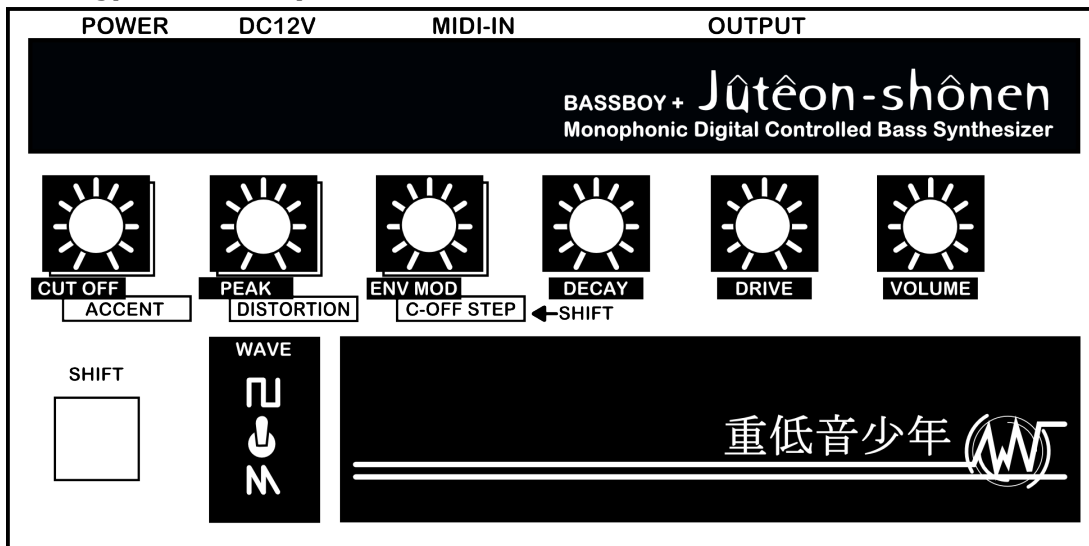 POWER DC12V MIDI-IN OUTPUT
BASSBOY + Jûtêon-shônen
Monophonic Digital Controlled Bass Synthesizer
CUT OFF PEAK ENV MOD DECAY DRIVE VOLUME
ACCENT DISTORTION C-OFF STEP SHIFT
SHIFT
WAVE
重低音少年